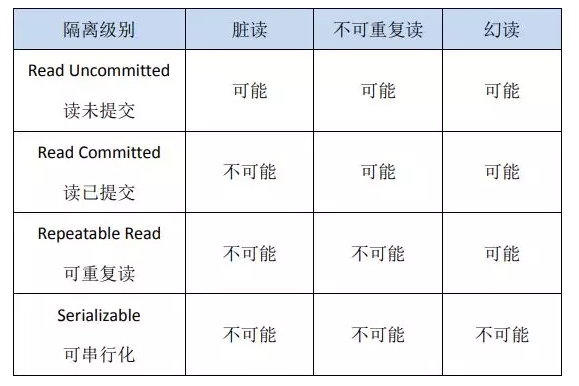 隔离级别 脏读 不可重复读 幻读
Read Uncommitted
读未提交
可能 可能 可能
Read Committed
读已提交
不可能 可能 可能
Repeatable Read
可重复读
不可能 不可能 可能
Serializable
可串行化
不可能 不可能 不可能